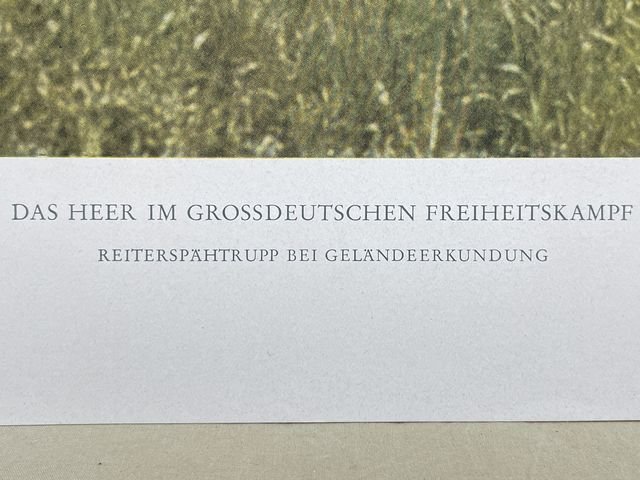 DAS HEER IM GROSSDEUTSCHEN FREIHEITSKAMPF
REITERSPÄHTRUPP BEI GELÄNDEERKUNDUNG